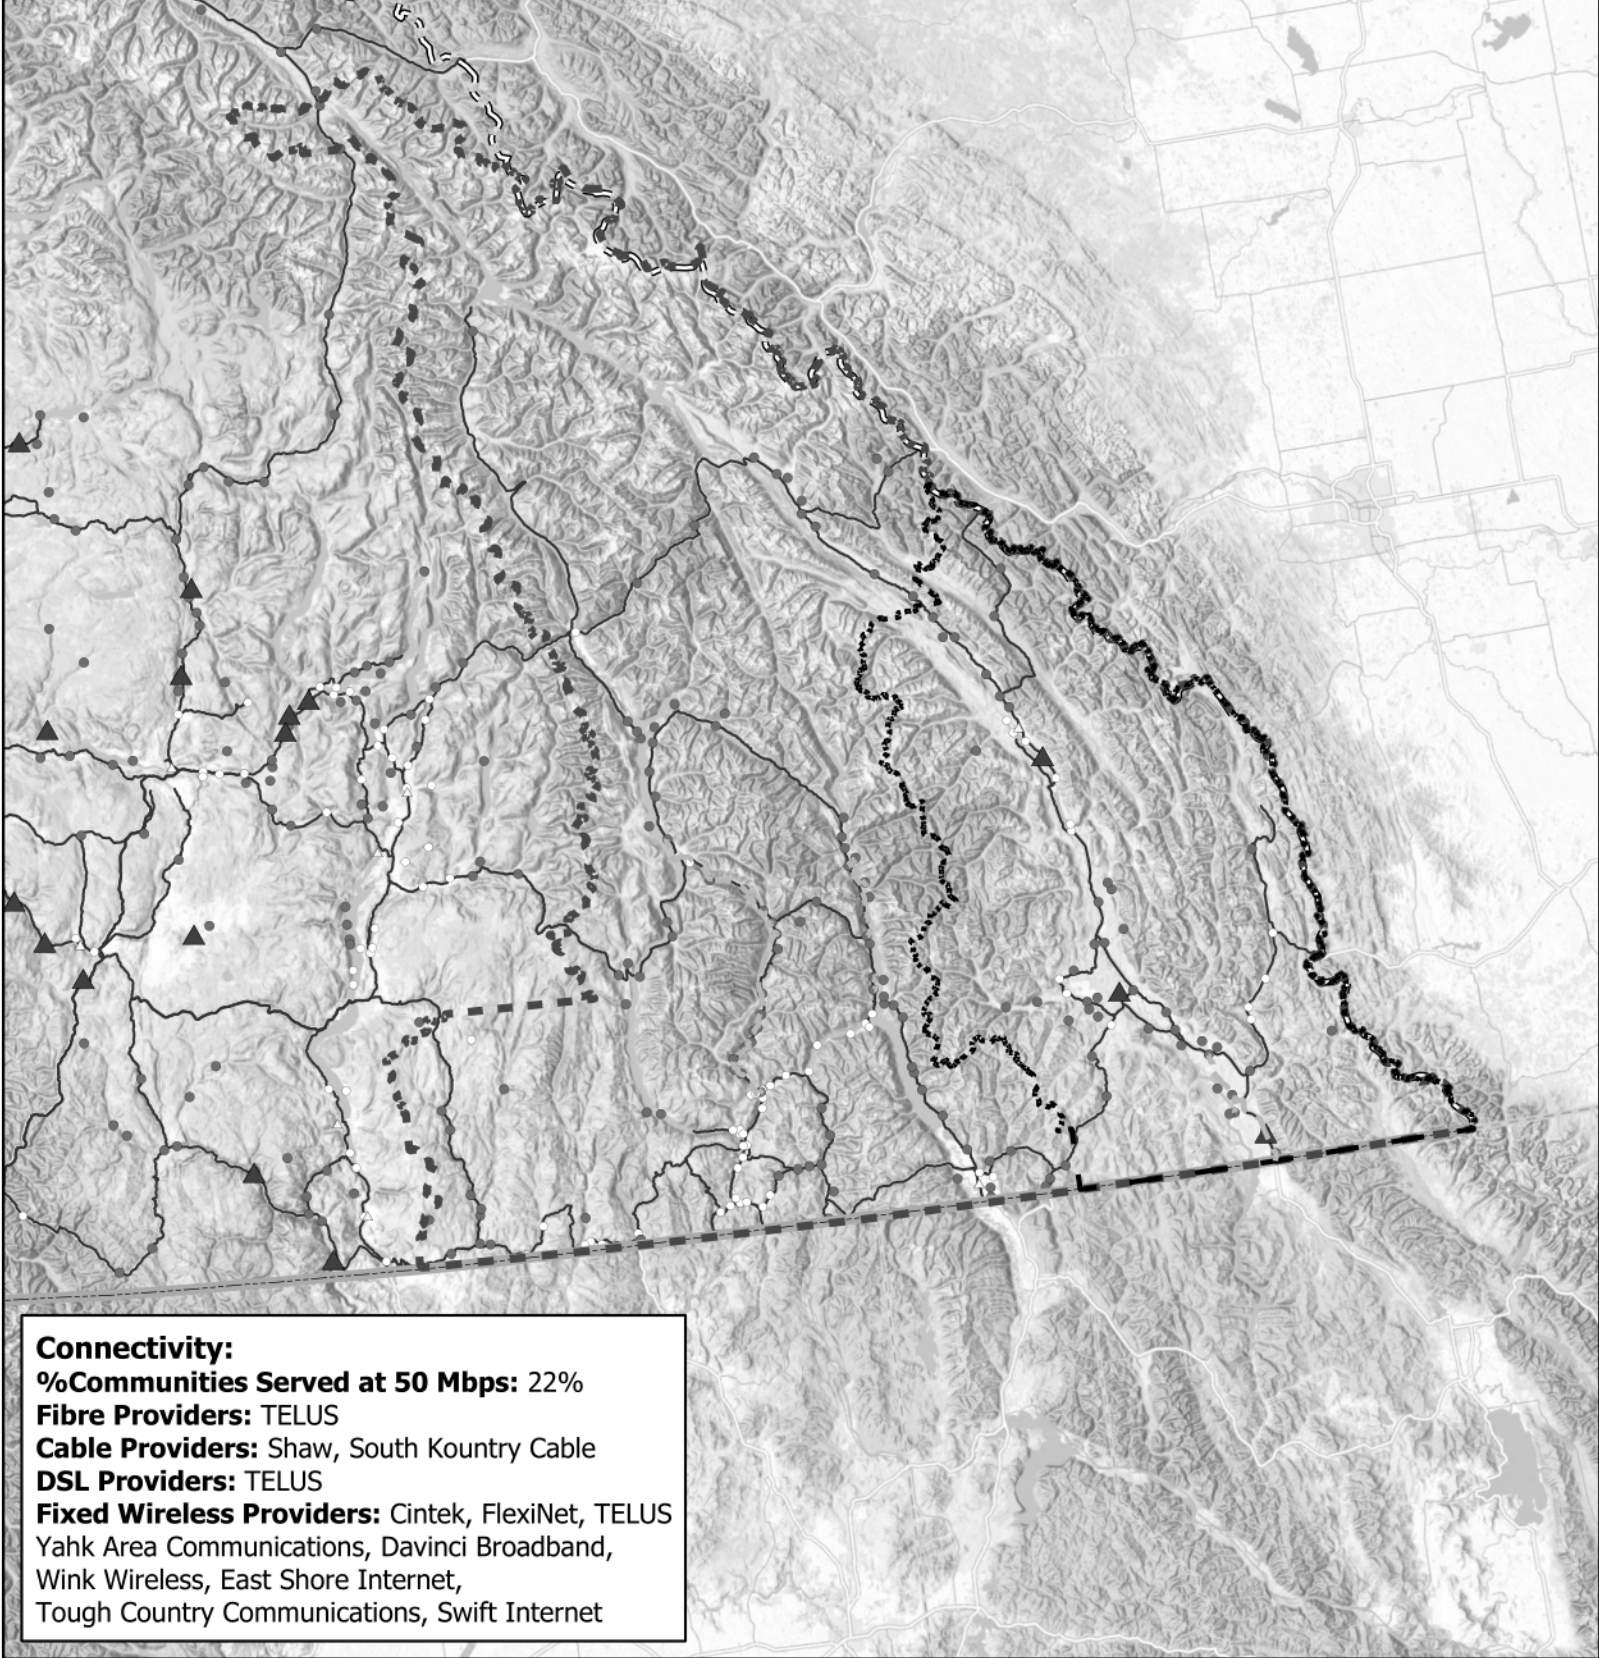 Connectivity:
%Communities Served at 50 Mbps: 22%
Fibre Providers: TELUS
Cable Providers: Shaw, South Kountry Cable
DSL Providers: TELUS
Fixed Wireless Providers: Cintek, FlexiNet, TELUS
Yahk Area Communications, Davinci Broadband,
Wink Wireless, East Shore Internet,
Tough Country Communications, Swift Internet